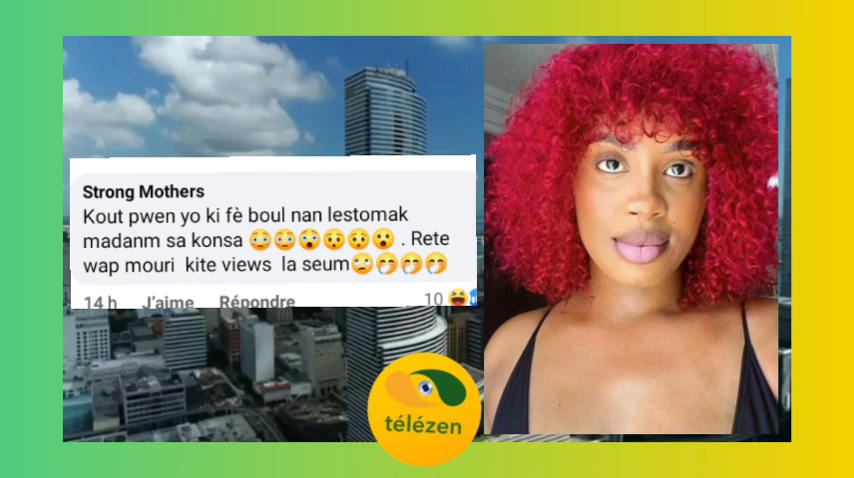 Strong Mothers
Kout pwen yo ki fè boul nan lestomak
madanm sa konsa 😳😳😲😯😯😮 . Rete
wap mouri kite views la seum🙄🤭🤭🤭
14 h J'aime Répondre 10 😆
télézen